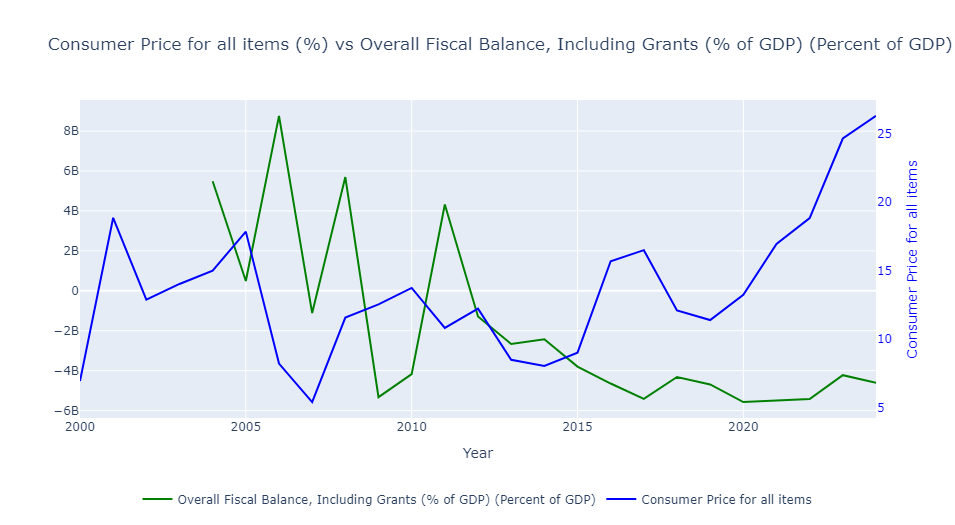 Consumer Price for all items (%) vs Overall Fiscal Balance, Including Grants (% of GDP) (Percent of GDP)
8B
6B
4B
2B
0
−2B
−4B
−6B
25
20
15
10
5
Consumer Price for all items
2000 2005 2010 2015 2020
Year
Overall Fiscal Balance, Including Grants (% of GDP) (Percent of GDP) Consumer Price for all items